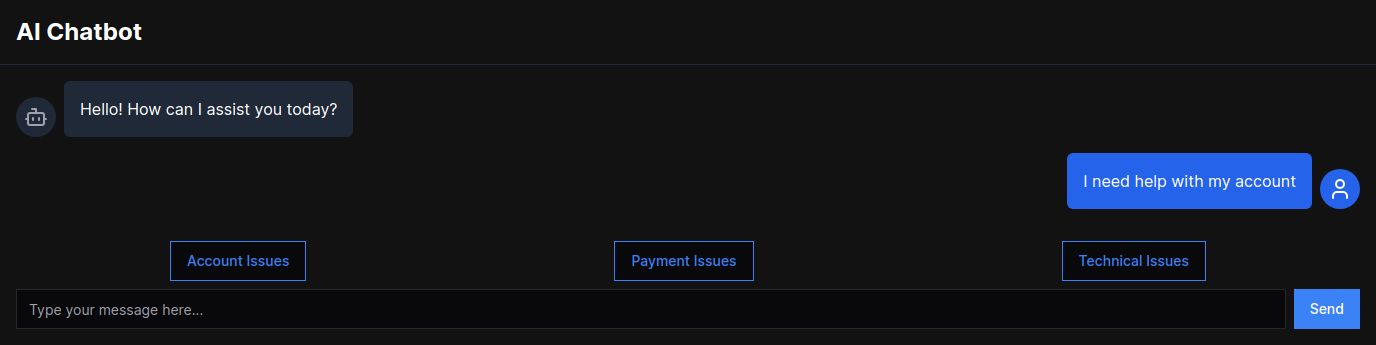 AI Chatbot
Hello! How can I assist you today?
I need help with my account
Account Issues
Payment Issues
Technical Issues
Type your message here...
Send